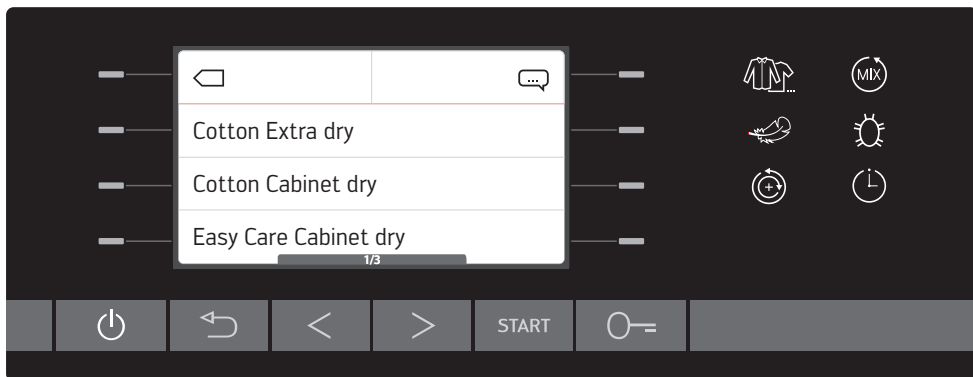 ...
MIX
Cotton Extra dry
Cotton Cabinet dry
Easy Care Cabinet dry
1/3
START